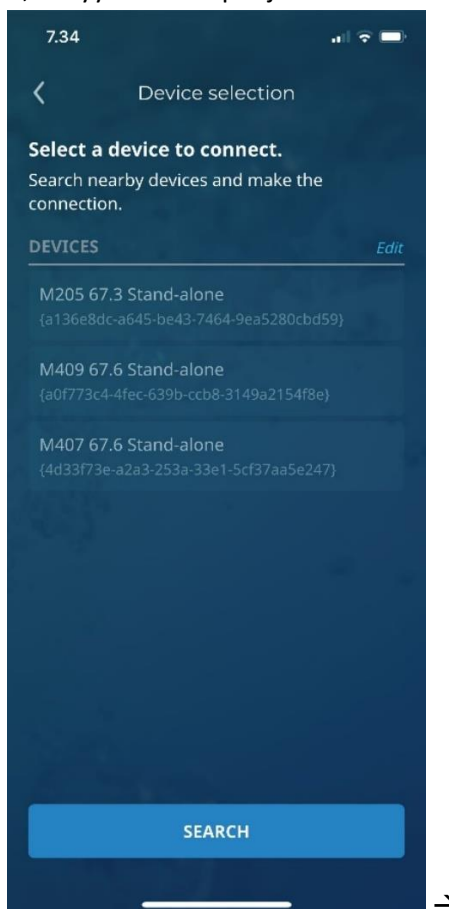 7.34
Device selection
Select a device to connect.
Search nearby devices and make the
connection.
DEVICES
Edit
M205 67.3 Stand-alone
{a136e8dc-a645-be43-7464-9ea5280cbd59}
M409 67.6 Stand-alone
{a0f773c4-4fec-639b-ccb8-3149a2154f8e}
M407 67.6 Stand-alone
{4d33f73e-a2a3-253a-33e1-5cf37aa5e247}
SEARCH